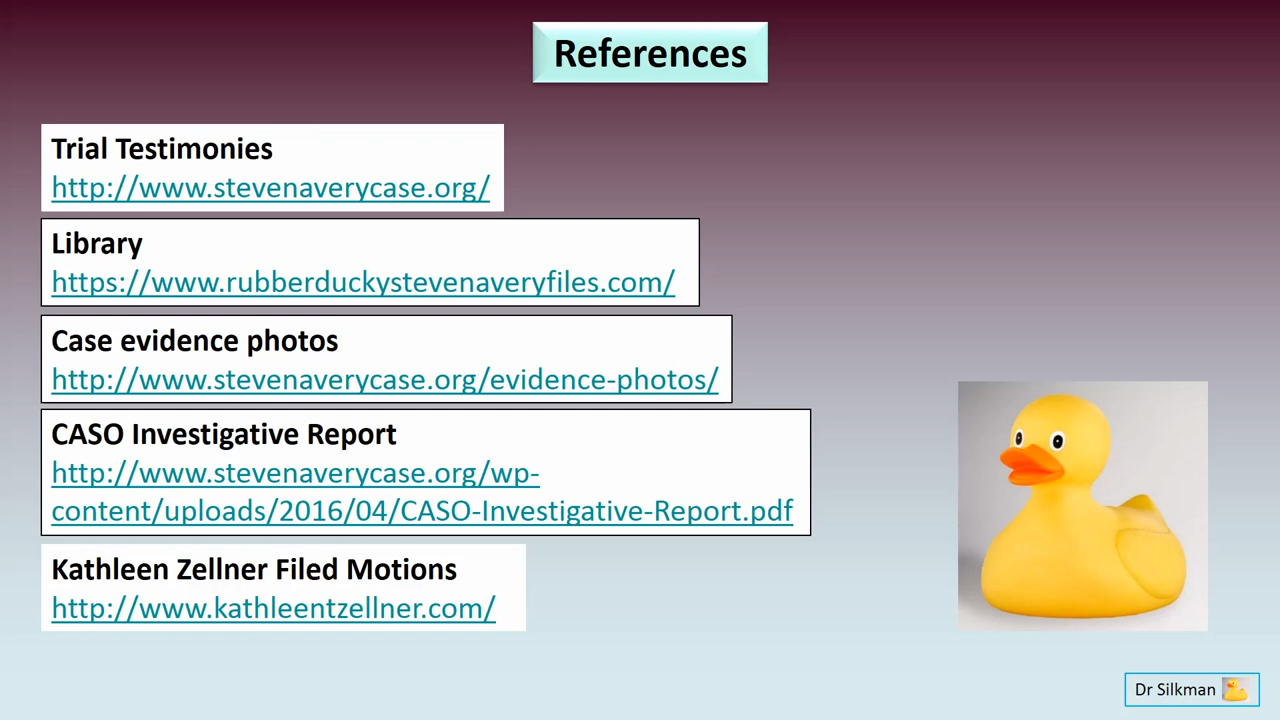 References
Trial Testimonies
http://www.stevenaverycase.org/
Library
https://www.rubberduckystevenaveryfiles.com/
Case evidence photos
http://www.stevenaverycase.org/evidence-photos/
CASO Investigative Report
http://www.stevenaverycase.org/wp-
content/uploads/2016/04/CASO-Investigative-Report.pdf
Kathleen Zellner Filed Motions
http://www.kathleentzellner.com/
Dr Silkman